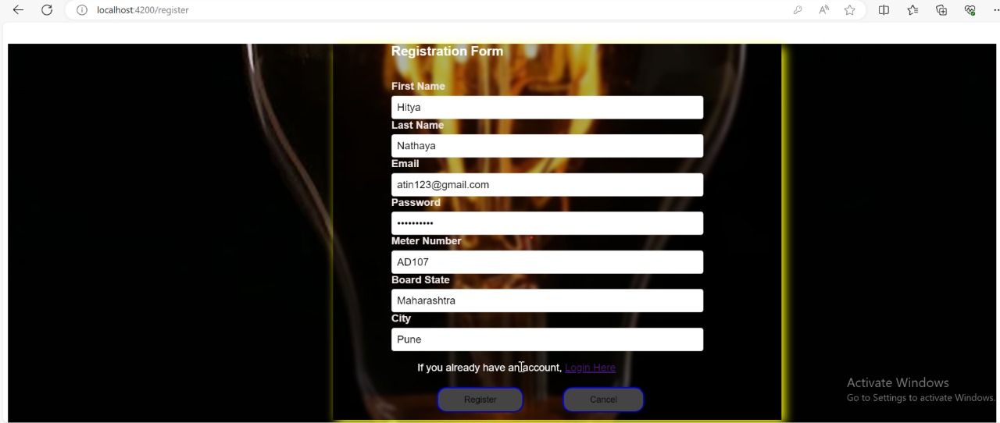 localhost:4200/register
Registration Form
First Name
Hitya
Last Name
Nathaya
Email
atin123@gmail.com
Password
••••••••••
Meter Number
AD107
Board State
Maharashtra
City
Pune
If you already have an account, Login Here
Register Cancel
Activate Windows
Go to Settings to activate Windows.